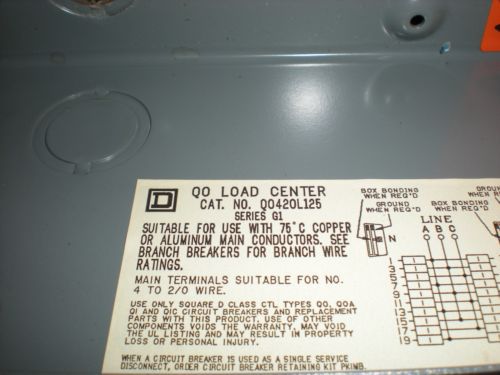 QO LOAD CENTER
CAT. NO. QO420L125
SERIES G1
SUITABLE FOR USE WITH 75°C COPPER
OR ALUMINUM MAIN CONDUCTORS. SEE
BRANCH BREAKERS FOR BRANCH WIRE
RATINGS.
MAIN TERMINALS SUITABLE FOR NO.
4 TO 2/0 WIRE.
USE ONLY SQUARE D CLASS CTL TYPES QO, QOA
QI AND QIC CIRCUIT BREAKERS AND REPLACEMENT
PARTS WITH THIS PRODUCT. USE OF OTHER
COMPONENTS VOIDS THE WARRANTY, MAY VOID
THE UL LISTING AND MAY RESULT IN PROPERTY
LOSS OR PERSONAL INJURY.
WHEN A CIRCUIT BREAKER IS USED AS A SINGLE SERVICE
DISCONNECT, ORDER CIRCUIT BREAKER RETAINING KIT PK1MB.
BOX BONDING
WHEN REQ'D
GROUND
WHEN REQ'D
N
LINE
A B C
3
5
7
9
11
13
15
17
19
BOX BONDING
WHEN REQ'D